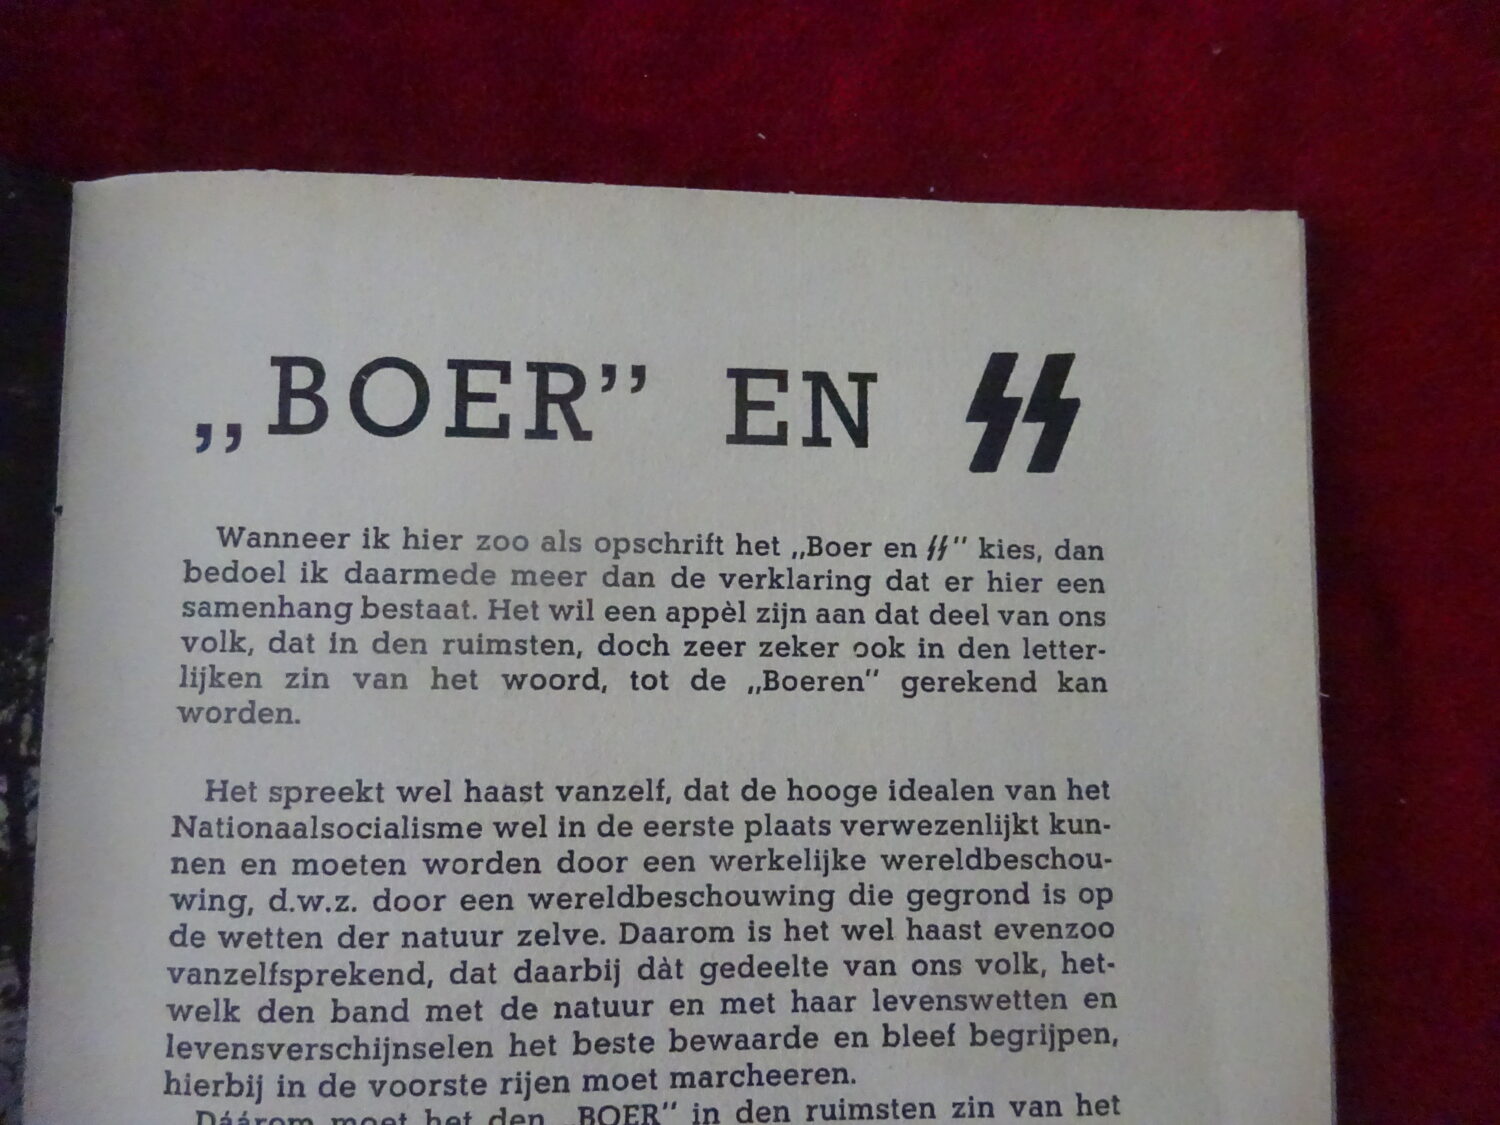 „BOER” EN ᛋᛋ
Wanneer ik hier zoo als opschrift het „Boer en ᛋᛋ" kies, dan
bedoel ik daarmede meer dan de verklaring dat er hier een
samenhang bestaat. Het wil een appèl zijn aan dat deel van ons
volk, dat in den ruimsten, doch zeer zeker ook in den letter-
lijken zin van het woord, tot de „Boeren" gerekend kan
worden.
Het spreekt wel haast vanzelf, dat de hooge idealen van het
Nationaalsocialisme wel in de eerste plaats verwezenlijkt kun-
nen en moeten worden door een werkelijke wereldbeschou-
wing, d.w.z. door een wereldbeschouwing die gegrond is op
de wetten der natuur zelve. Daarom is het wel haast evenzoo
vanzelfsprekend, dat daarbij dàt gedeelte van ons volk, het-
welk den band met de natuur en met haar levenswetten en
levensverschijnselen het beste bewaarde en bleef begrijpen,
hierbij in de voorste rijen moet marcheeren.
Dáárom moet het den „BOER" in den ruimsten zin van het